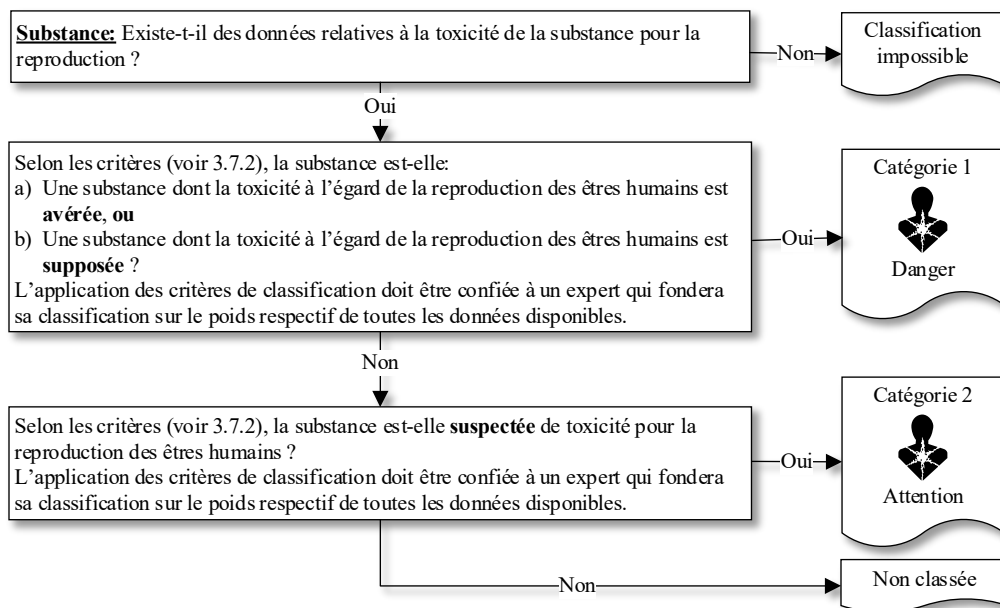 Substance: Existe-t-il des données relatives à la toxicité de la substance pour la
reproduction ?
Non
Classification
impossible
Oui
Selon les critères (voir 3.7.2), la substance est-elle:
a) Une substance dont la toxicité à l’égard de la reproduction des êtres humains est
avérée, ou
b) Une substance dont la toxicité à l’égard de la reproduction des êtres humains est
supposée ?
L’application des critères de classification doit être confiée à un expert qui fondera
sa classification sur le poids respectif de toutes les données disponibles.
Oui
Catégorie 1
Danger
Non
Selon les critères (voir 3.7.2), la substance est-elle suspectée de toxicité pour la
reproduction des êtres humains ?
L’application des critères de classification doit être confiée à un expert qui fondera
sa classification sur le poids respectif de toutes les données disponibles.
Oui
Catégorie 2
Attention
Non
Non classée